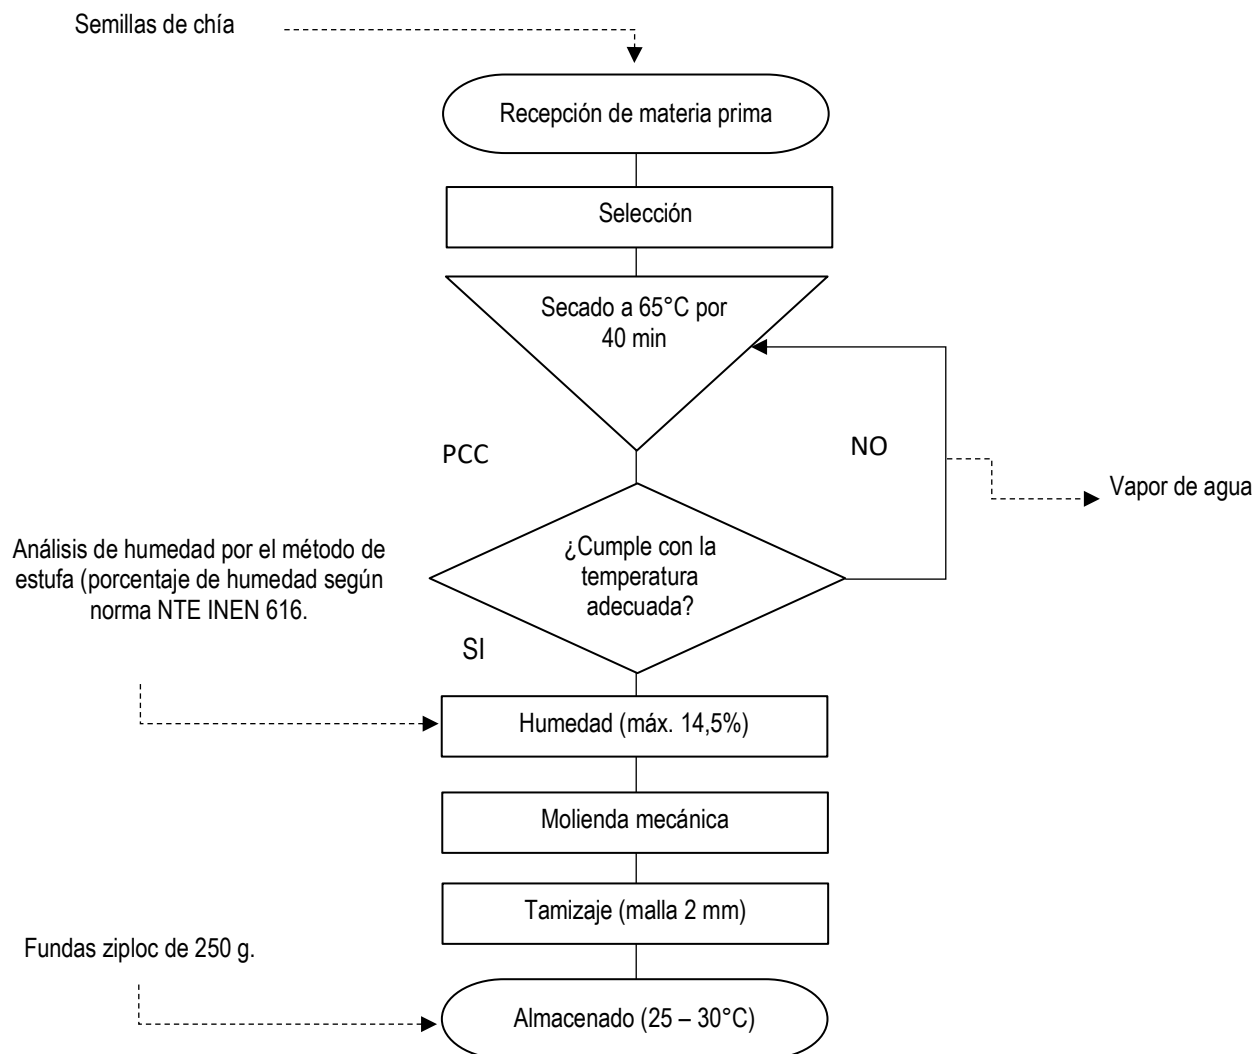 Semillas de chía
Recepción de materia prima
Selección
Secado a 65°C por
40 min
PCC
NO
Vapor de agua
¿Cumple con la
temperatura
adecuada?
Análisis de humedad por el método de
estufa (porcentaje de humedad según
norma NTE INEN 616.
SI
Humedad (máx. 14,5%)
Molienda mecánica
Tamizaje (malla 2 mm)
Fundas ziploc de 250 g.
Almacenado (25 – 30°C)